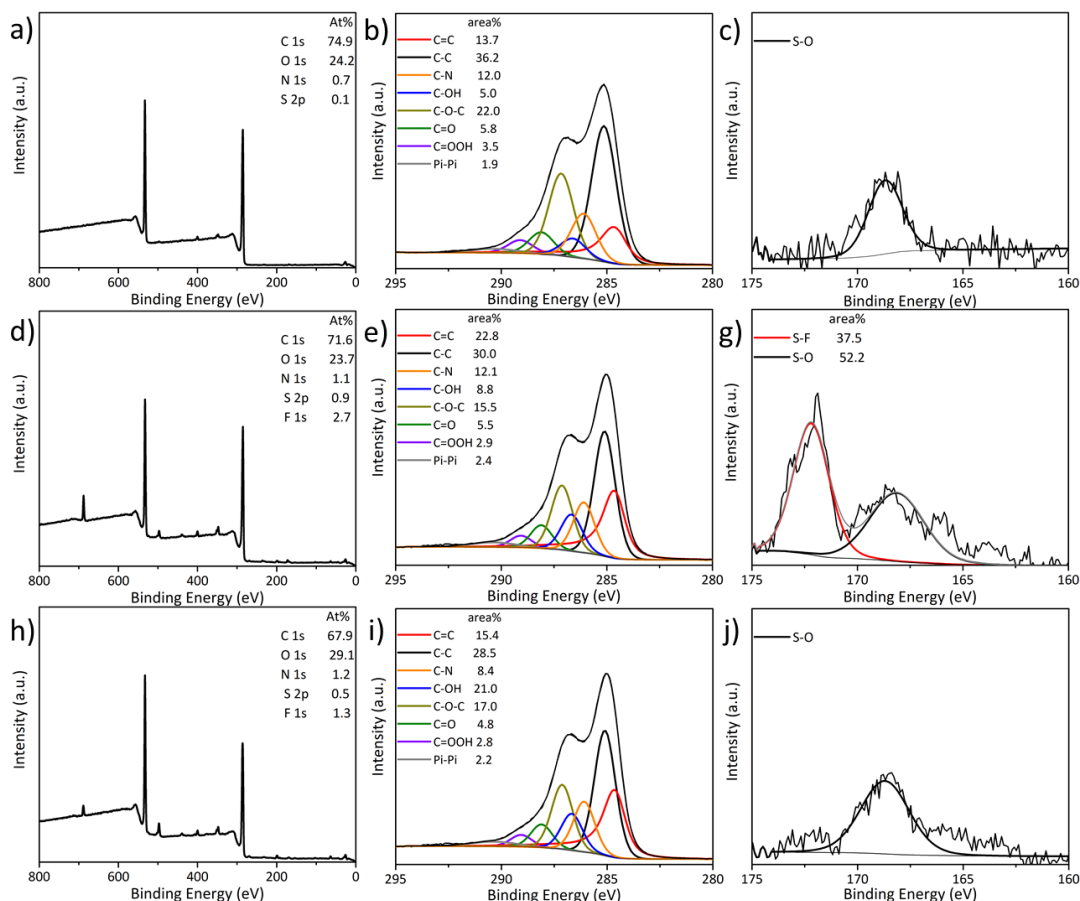 a)
At%
C 1s 74.9
O 1s 24.2
N 1s 0.7
S 2p 0.1
Intensity (a.u.)
800 600 400 200 0
Binding Energy (eV)
b)
area%
C=C 13.7
C-C 36.2
C-N 12.0
C-OH 5.0
C-O-C 22.0
C=O 5.8
C=OOH 3.5
Pi-Pi 1.9
Intensity (a.u.)
295 290 285 280
Binding Energy (eV)
c)
S-O
Intensity (a.u.)
175 170 165 160
Binding Energy (eV)
d)
At%
C 1s 71.6
O 1s 23.7
N 1s 1.1
S 2p 0.9
F 1s 2.7
Intensity (a.u.)
800 600 400 200 0
Binding Energy (eV)
e)
area%
C=C 22.8
C-C 30.0
C-N 12.1
C-OH 8.8
C-O-C 15.5
C=O 5.5
C=OOH 2.9
Pi-Pi 2.4
Intensity (a.u.)
295 290 285 280
Binding Energy (eV)
g)
area%
S-F 37.5
S-O 52.2
Intensity (a.u.)
175 170 165 160
Binding Energy (eV)
h)
At%
C 1s 67.9
O 1s 29.1
N 1s 1.2
S 2p 0.5
F 1s 1.3
Intensity (a.u.)
800 600 400 200 0
Binding Energy (eV)
i)
area%
C=C 15.4
C-C 28.5
C-N 8.4
C-OH 21.0
C-O-C 17.0
C=O 4.8
C=OOH 2.8
Pi-Pi 2.2
Intensity (a.u.)
295 290 285 280
Binding Energy (eV)
j)
S-O
Intensity (a.u.)
175 170 165 160
Binding Energy (eV)